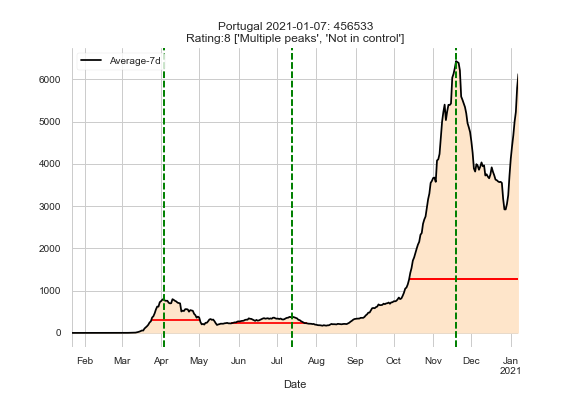 Portugal 2021-01-07: 456533
Rating:8 ['Multiple peaks', 'Not in control']
Average-7d
6000
5000
4000
3000
2000
1000
0
Feb Mar Apr May Jun Jul Aug Sep Oct Nov Dec Jan
2021
Date